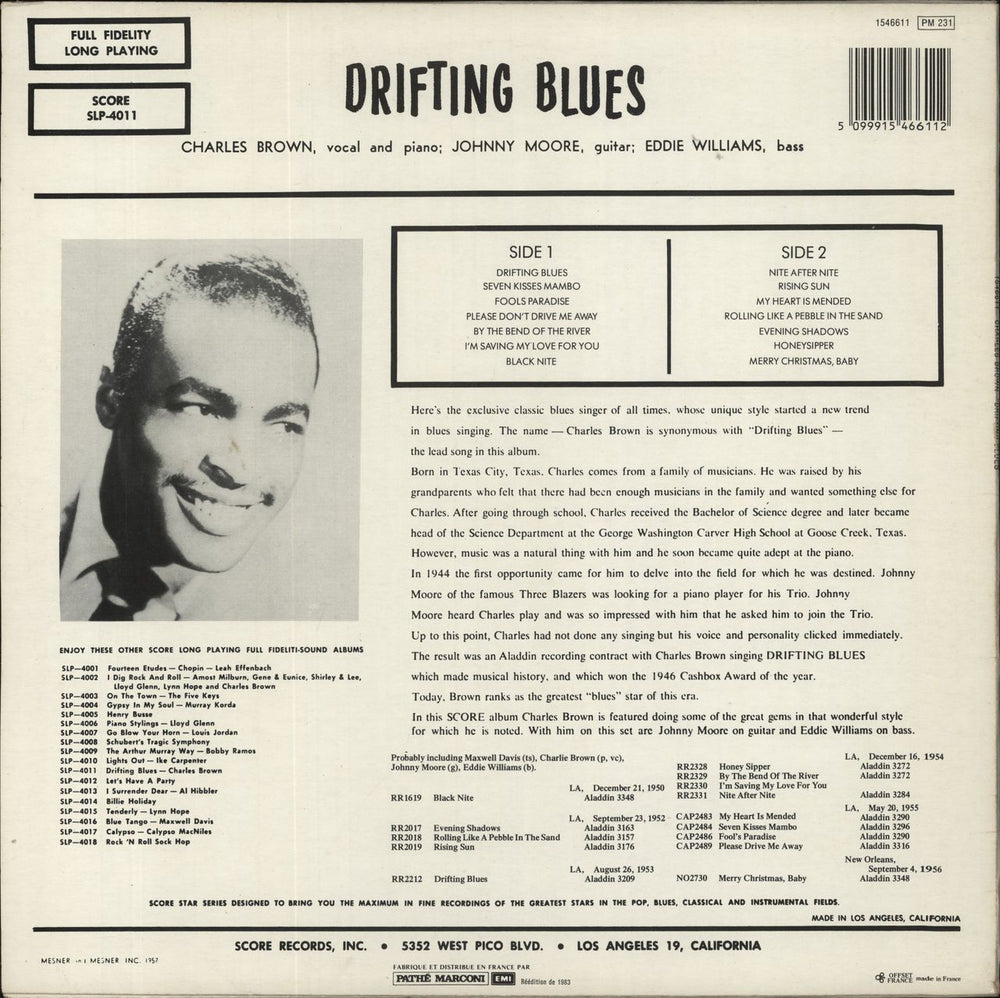 FULL FIDELITY
LONG PLAYING
SCORE
SLP-4011
1546611 PM 231
5 099915 466112
DRIFTING BLUES
CHARLES BROWN, vocal and piano; JOHNNY MOORE, guitar; EDDIE WILLIAMS, bass
SIDE 1
DRIFTING BLUES
SEVEN KISSES MAMBO
FOOLS PARADISE
PLEASE DON'T DRIVE ME AWAY
BY THE BEND OF THE RIVER
I'M SAVING MY LOVE FOR YOU
BLACK NITE
SIDE 2
NITE AFTER NITE
RISING SUN
MY HEART IS MENDED
ROLLING LIKE A PEBBLE IN THE SAND
EVENING SHADOWS
HONEYSIPPER
MERRY CHRISTMAS, BABY
Here's the exclusive classic blues singer of all times, whose unique style started a new trend
in blues singing. The name — Charles Brown is synonymous with "Drifting Blues" —
the lead song in this album.
Born in Texas City, Texas. Charles comes from a family of musicians. He was raised by his
grandparents who felt that there had been enough musicians in the family and wanted something else for
Charles. After going through school, Charles received the Bachelor of Science degree and later became
head of the Science Department at the George Washington Carver High School at Goose Creek, Texas.
However, music was a natural thing with him and he soon became quite adept at the piano.
In 1944 the first opportunity came for him to delve into the field for which he was destined. Johnny
Moore of the famous Three Blazers was looking for a piano player for his Trio. Johnny
Moore heard Charles play and was so impressed with him that he asked him to join the Trio.
Up to this point, Charles had not done any singing but his voice and personality clicked immediately.
The result was an Aladdin recording contract with Charles Brown singing DRIFTING BLUES
which made musical history, and which won the 1946 Cashbox Award of the year.
Today, Brown ranks as the greatest "blues" star of this era.
In this SCORE album Charles Brown is featured doing some of the great gems in that wonderful style
for which he is noted. With him on this set are Johnny Moore on guitar and Eddie Williams on bass.
ENJOY THESE OTHER SCORE LONG PLAYING FULL FIDELITI-SOUND ALBUMS
SLP—4001 Fourteen Etudes — Chopin — Leah Effenbach
SLP—4002 I Dig Rock And Roll — Amost Milburn, Gene & Eunice, Shirley & Lee,
Lloyd Glenn, Lynn Hope and Charles Brown
SLP—4003 On The Town — The Five Keys
SLP—4004 Gypsy In My Soul — Murray Korda
SLP—4005 Henry Busse
SLP—4006 Piano Stylings — Lloyd Glenn
SLP—4007 Go Blow Your Horn — Louis Jordan
SLP—4008 Schubert's Tragic Symphony
SLP—4009 The Arthur Murray Way — Bobby Ramos
SLP—4010 Lights Out — Ike Carpenter
SLP—4011 Drifting Blues — Charles Brown
SLP—4012 Let's Have A Party
SLP—4013 I Surrender Dear — Al Hibbler
SLP—4014 Billie Holiday
SLP—4015 Tenderly — Lynn Hope
SLP—4016 Blue Tango — Maxwell Davis
SLP—4017 Calypso — Calypso MacNiles
SLP—4018 Rock 'N Roll Sock Hop
Probably including Maxwell Davis (ts), Charlie Brown (p, vc),
Johnny Moore (g), Eddie Williams (b).
LA, December 21, 1950
RR1619 Black Nite Aladdin 3348
LA, September 23, 1952
RR2017 Evening Shadows Aladdin 3163
RR2018 Rolling Like A Pebble In The Sand Aladdin 3157
RR2019 Rising Sun Aladdin 3176
LA, August 26, 1953
RR2212 Drifting Blues Aladdin 3209
LA, December 16, 1954
RR2328 Honey Sipper Aladdin 3272
RR2329 By The Bend Of The River Aladdin 3272
RR2330 I'm Saving My Love For You
RR2331 Nite After Nite Aladdin 3284
LA, May 20, 1955
CAP2483 My Heart Is Mended Aladdin 3290
CAP2484 Seven Kisses Mambo Aladdin 3296
CAP2486 Fool's Paradise Aladdin 3290
CAP2489 Please Drive Me Away Aladdin 3316
New Orleans,
September 4, 1956
NO2730 Merry Christmas, Baby Aladdin 3348
SCORE STAR SERIES DESIGNED TO BRING YOU THE MAXIMUM IN FINE RECORDINGS OF THE GREATEST STARS IN THE POP, BLUES, CLASSICAL AND INSTRUMENTAL FIELDS.
MADE IN LOS ANGELES, CALIFORNIA
SCORE RECORDS, INC. • 5352 WEST PICO BLVD. • LOS ANGELES 19, CALIFORNIA
MESNER MESNER INC. 1957
FABRIQUE ET DISTRIBUE EN FRANCE PAR
PATHÉ MARCONI EMI Réédition de 1983
OFFSET FRANCE made in France